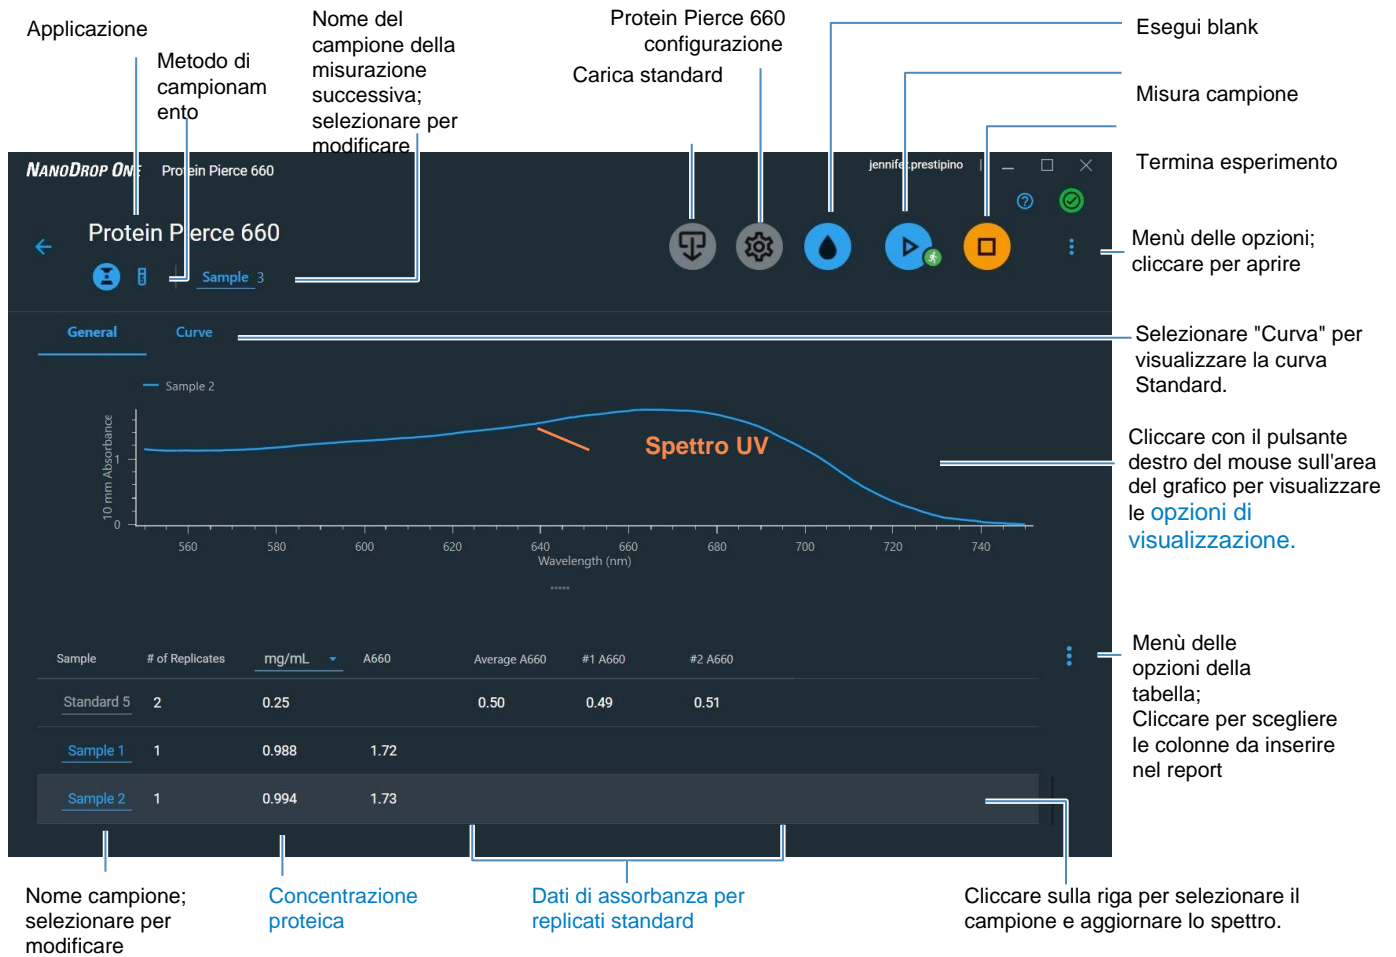 Applicazione
Metodo di
campionam
ento
Nome del
campione della
misurazione
successiva;
selezionare per
modificare
Protein Pierce 660
configurazione
Carica standard
Esegui blank
Misura campione
Termina esperimento
NANODROP ONE Protein Pierce 660
jennifer.prestipino
Protein Pierce 660
Sample 3
Menù delle opzioni;
cliccare per aprire
General Curve
Selezionare "Curva" per
visualizzare la curva
Standard.
Sample 2
Spettro UV
10 mm Absorbance
1
0
560 580 600 620 640 660 680 700 720 740
Wavelength (nm)
Cliccare con il pulsante
destro del mouse sull'area
del grafico per visualizzare
le opzioni di
visualizzazione.
Sample # of Replicates mg/mL A660 Average A660 #1 A660 #2 A660
Standard 5 2 0.25 0.50 0.49 0.51
Sample 1 1 0.988 1.72
Sample 2 1 0.994 1.73
Menù delle
opzioni della
tabella;
Cliccare per scegliere
le colonne da inserire
nel report
Nome campione;
selezionare per
modificare
Concentrazione
proteica
Dati di assorbanza per
replicati standard
Cliccare sulla riga per selezionare il
campione e aggiornare lo spettro.